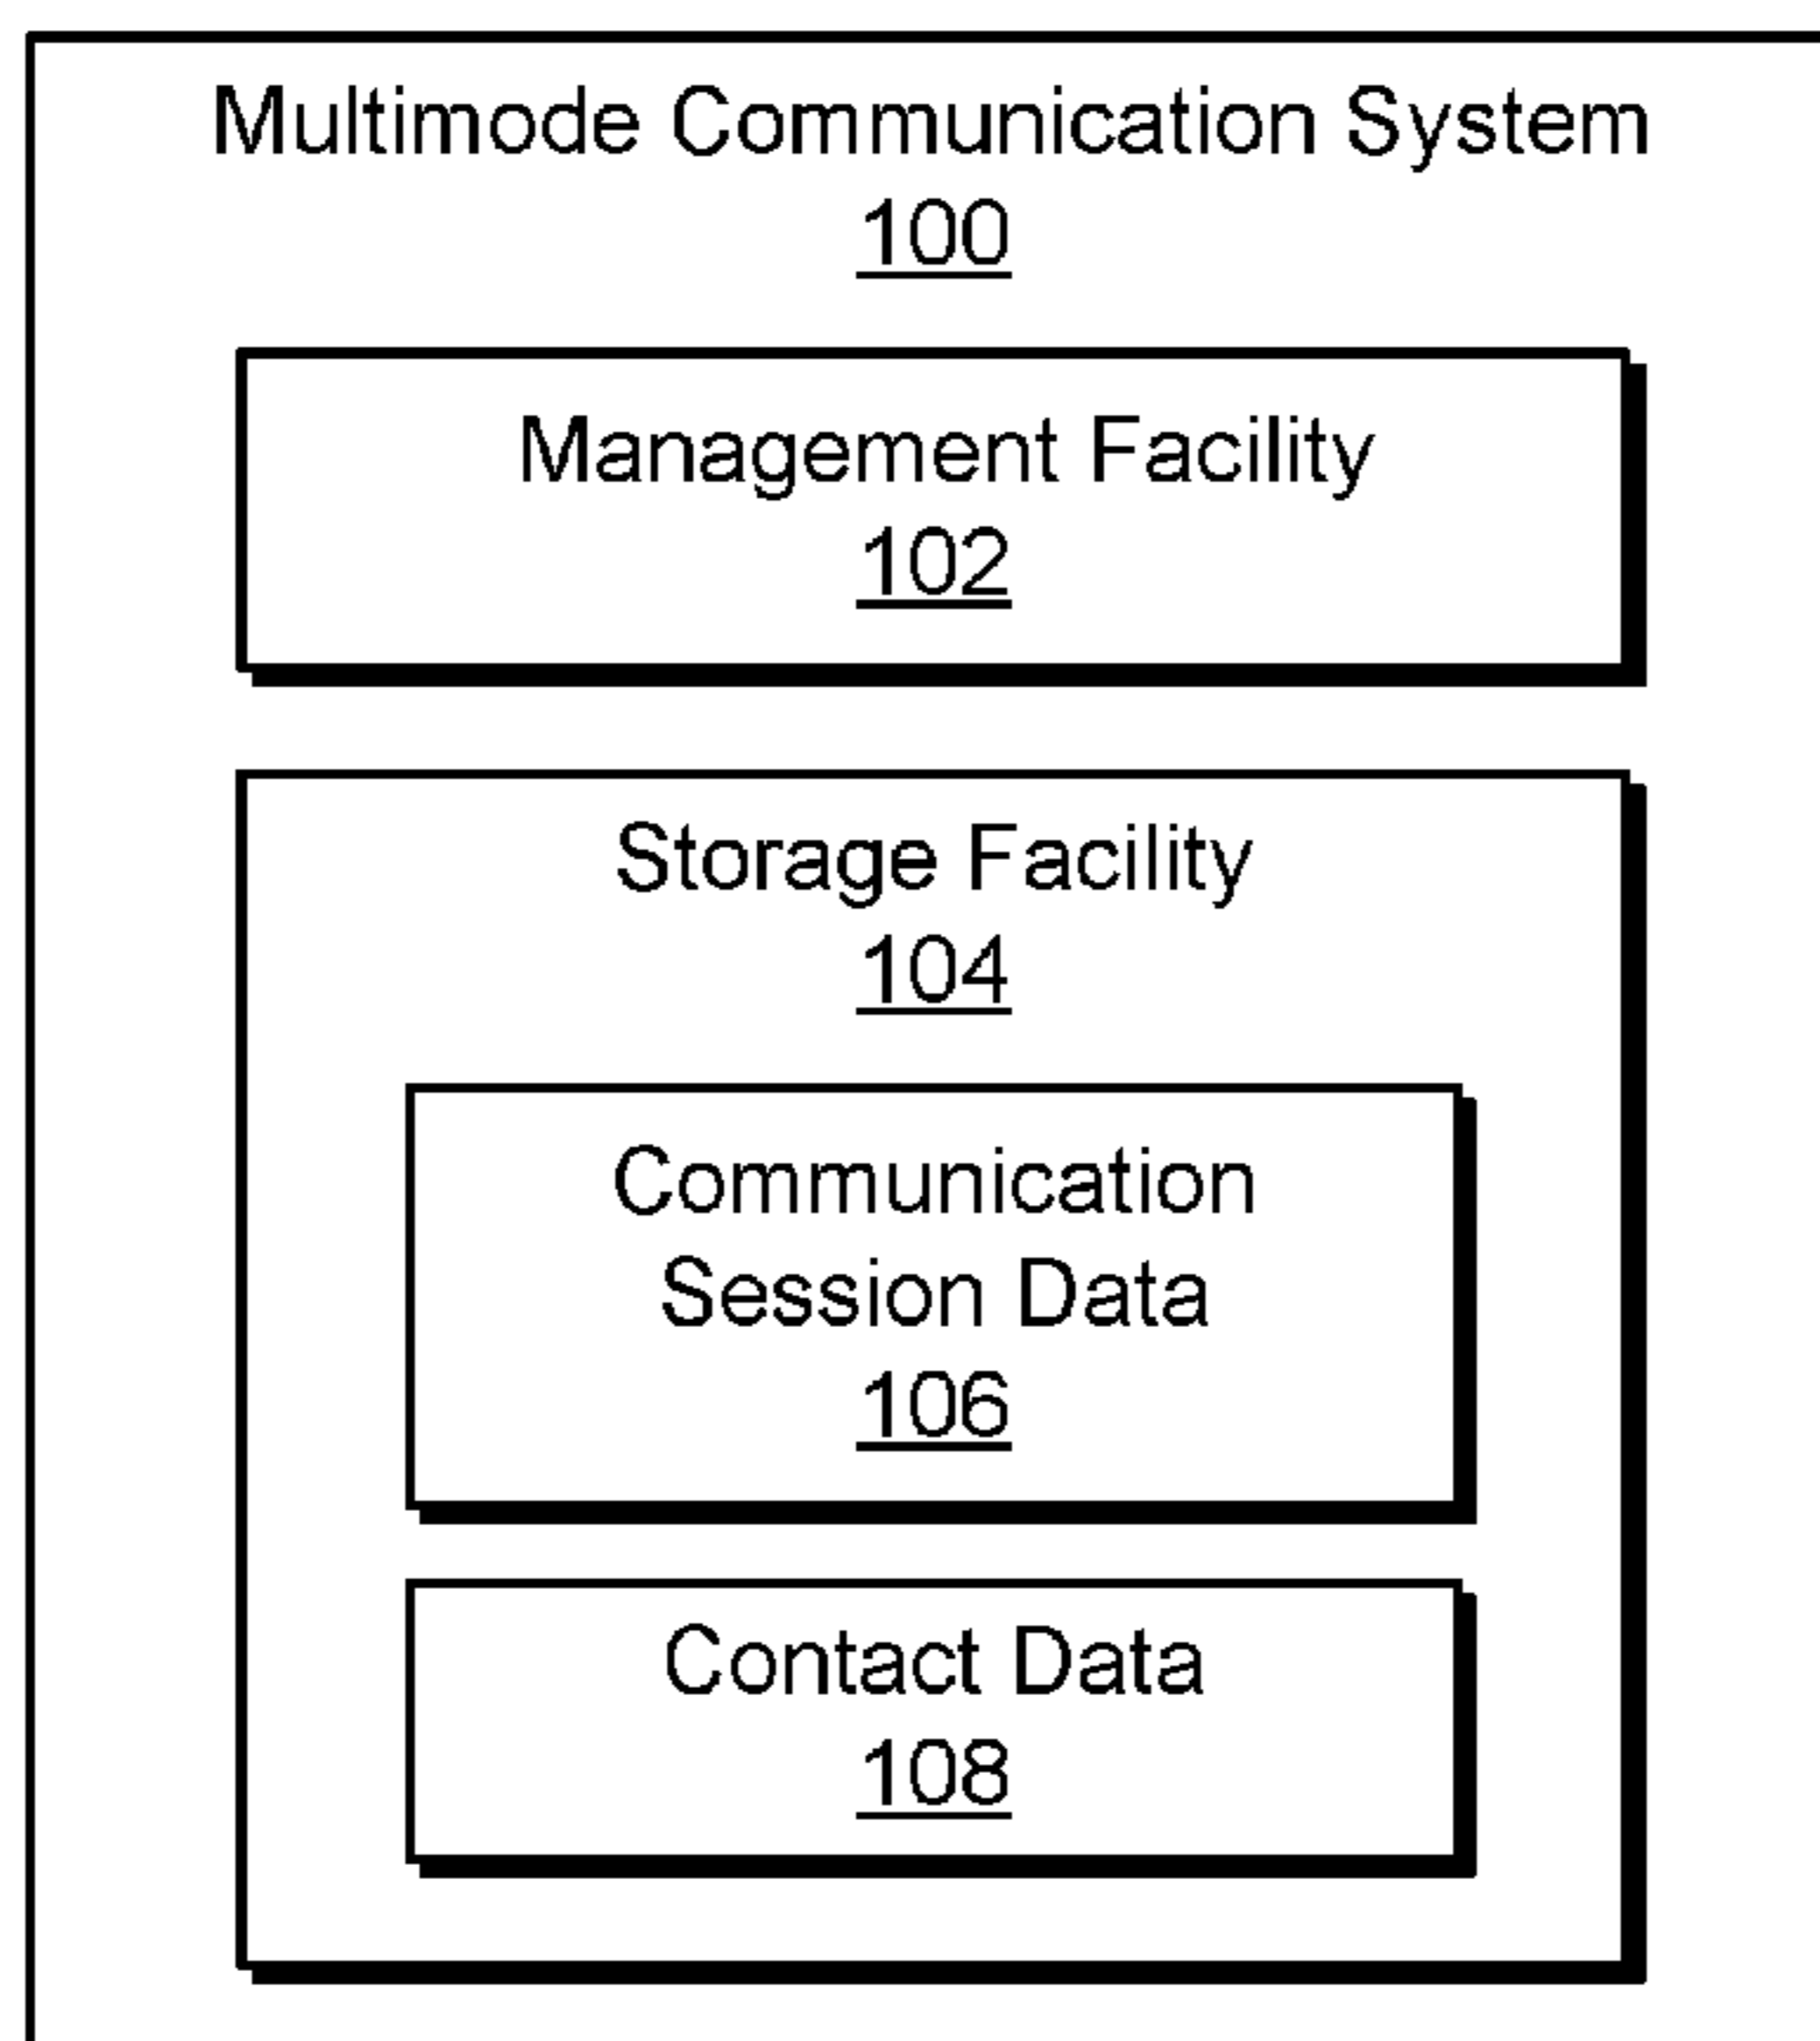 Multimode Communication System
100
Management Facility
102
Storage Facility
104
Communication
Session Data
106
Contact Data
108